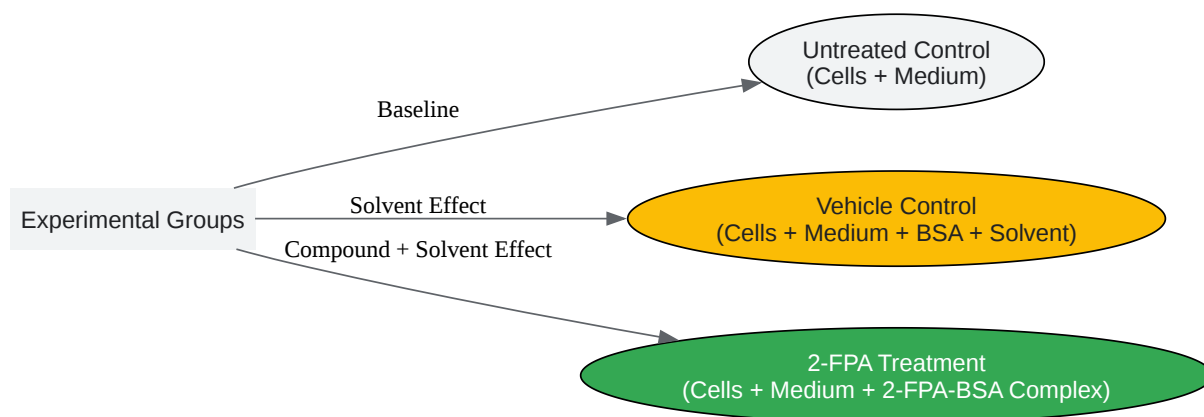 Untreated Control
(Cells + Medium)
Baseline
Experimental Groups
Solvent Effect
Vehicle Control
(Cells + Medium + BSA + Solvent)
Compound + Solvent Effect
2-FPA Treatment
(Cells + Medium + 2-FPA-BSA Complex)